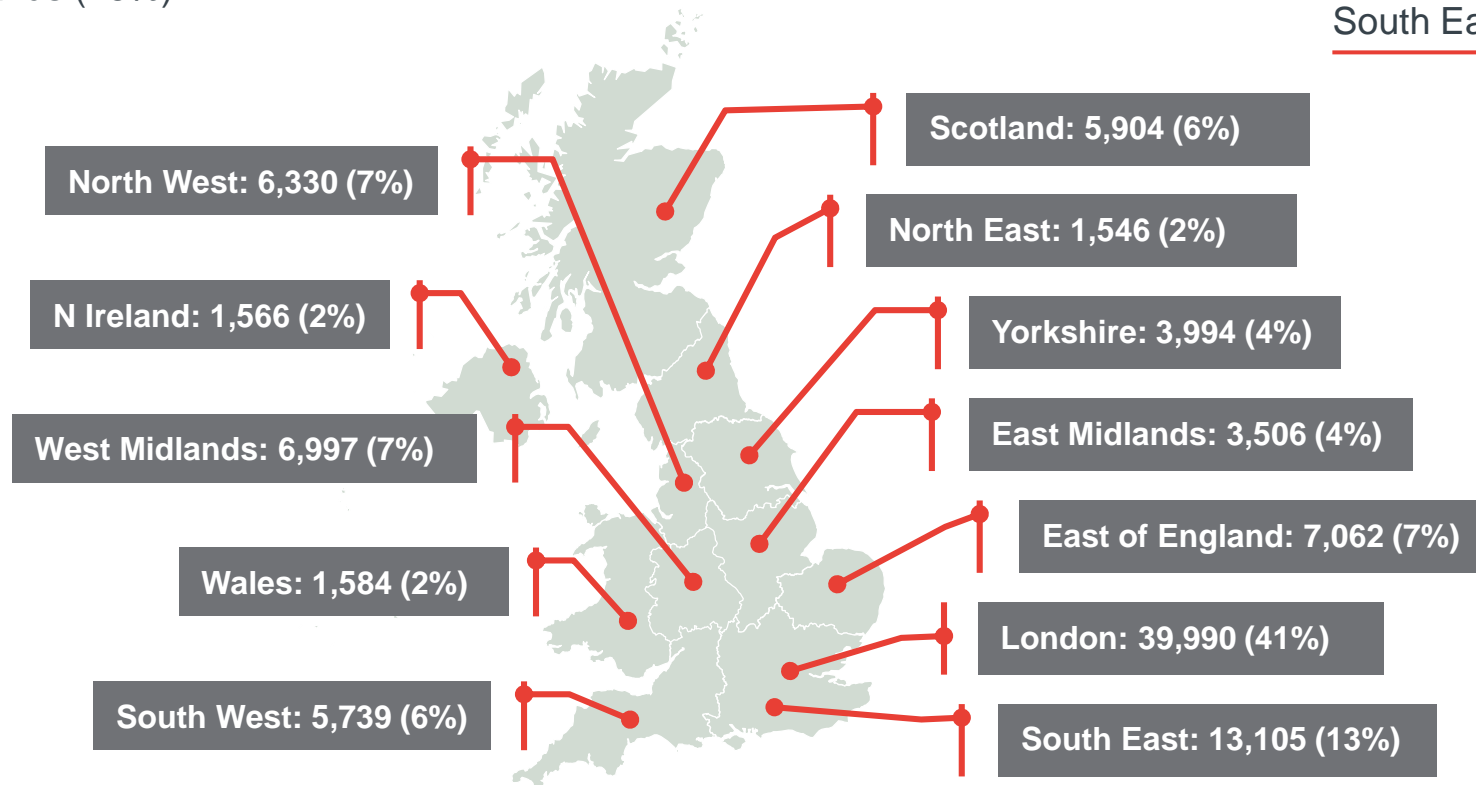 South Ea
Scotland: 5,904 (6%)
North West: 6,330 (7%)
North East: 1,546 (2%)
N Ireland: 1,566 (2%)
Yorkshire: 3,994 (4%)
West Midlands: 6,997 (7%)
East Midlands: 3,506 (4%)
East of England: 7,062 (7%)
Wales: 1,584 (2%)
London: 39,990 (41%)
South West: 5,739 (6%)
South East: 13,105 (13%)